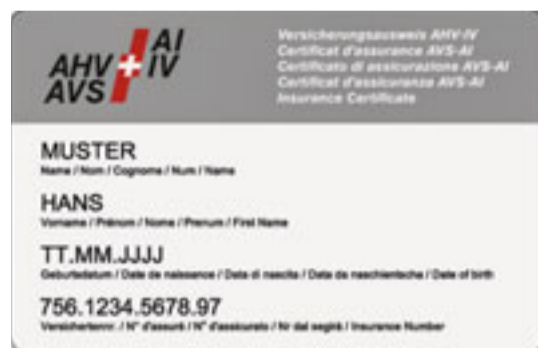 AHV AI
AVS IV
Versicherungsausweis AHV-IV
Certificat d'assurance AVS-AI
Certificato di assicurazione AVS-AI
Certificat d'assicuranza AVS-AI
Insurance Certificate
MUSTER
Name / Nom / Cognome / Num / Name
HANS
Vorname / Prénom / Nome / Prenum / First Name
TT.MM.JJJJ
Geburtsdatum / Date de naissance / Data di nascita / Data da naschientscha / Date of birth
756.1234.5678.97
Versichertennr. / N° d'assuré / N° d'assicurato / Nr dal segirà / Insurance Number